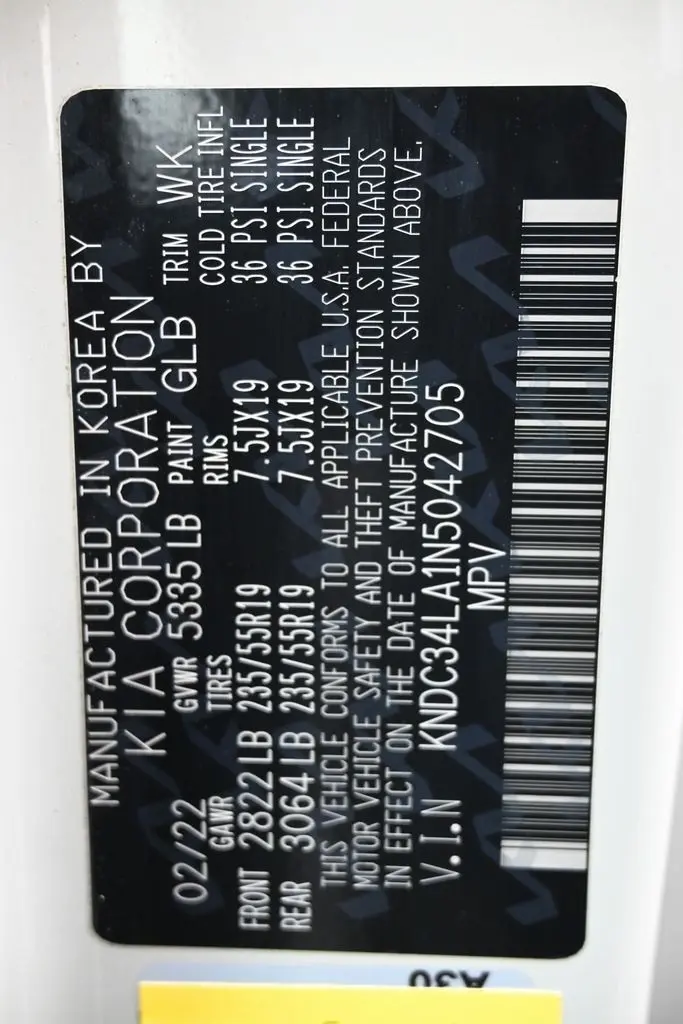 MANUFACTURED IN KOREA BY
KIA CORPORATION
02/22 GVWR 5335 LB PAINT GLB TRIM WK
GAWR TIRES RIMS COLD TIRE INFL
FRONT 2822 LB 235/55R19 7.5JX19 36 PSI SINGLE
REAR 3064 LB 235/55R19 7.5JX19 36 PSI SINGLE
THIS VEHICLE CONFORMS TO ALL APPLICABLE U.S.A. FEDERAL
MOTOR VEHICLE SAFETY AND THEFT PREVENTION STANDARDS
IN EFFECT ON THE DATE OF MANUFACTURE SHOWN ABOVE.
V.I.N KNDC34LA1N5042705
MPV
A30